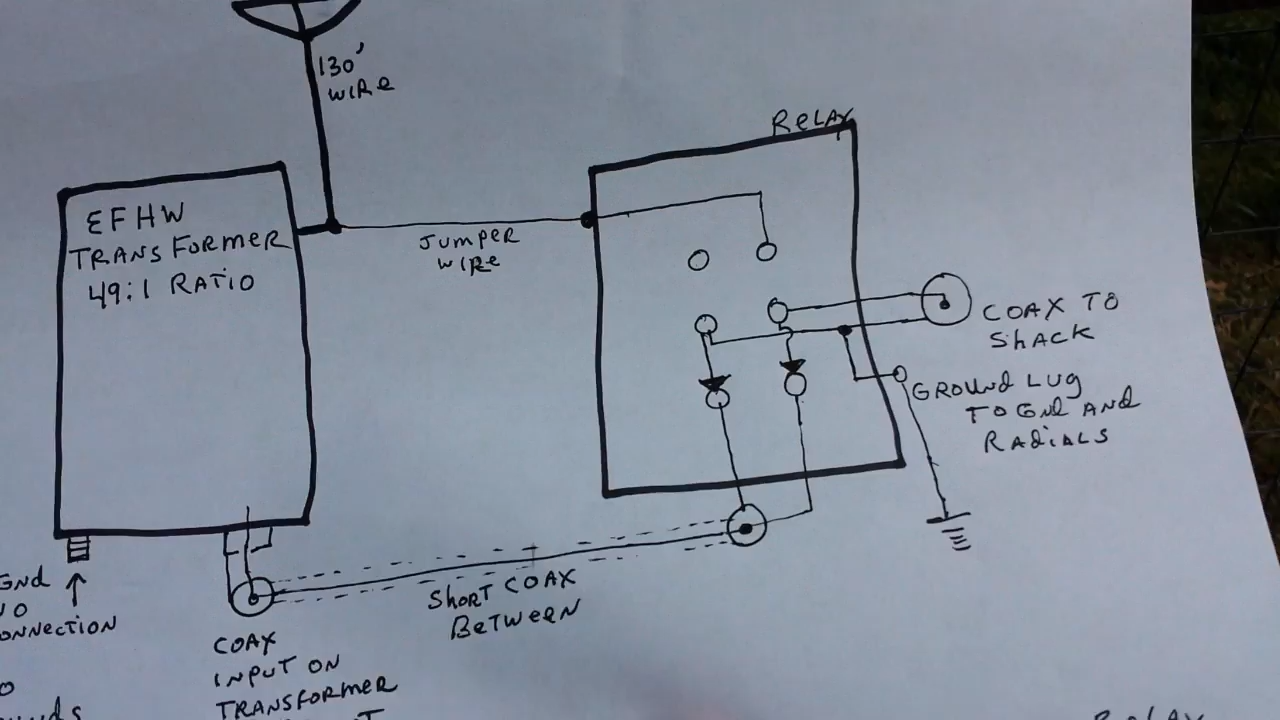 130'
WIRe
ReLAY
EFHW
TRANSFORMER
49:1 RATIO
JUMPER
WIRe
COAX TO
SHACK
GROUND LUG
TO GNd AND
RADiALS
SHORT COAX
BeTWeeN
GNd
COAX
INPUT ON
TRANSFORMER
ReLAY